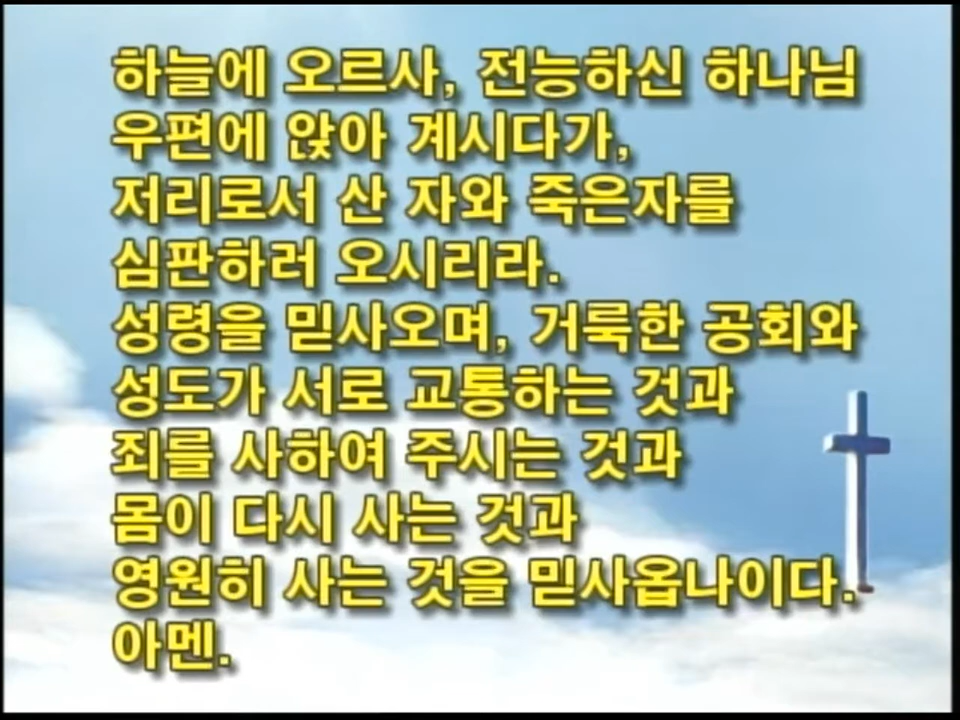 하늘에 오르사, 전능하신 하나님
우편에 앉아 계시다가,
저리로서 산 자와 죽은자를
심판하러 오시리라.
성령을 믿사오며, 거룩한 공회와
성도가 서로 교통하는 것과
죄를 사하여 주시는 것과
몸이 다시 사는 것과
영원히 사는 것을 믿사옵나이다.
아멘.